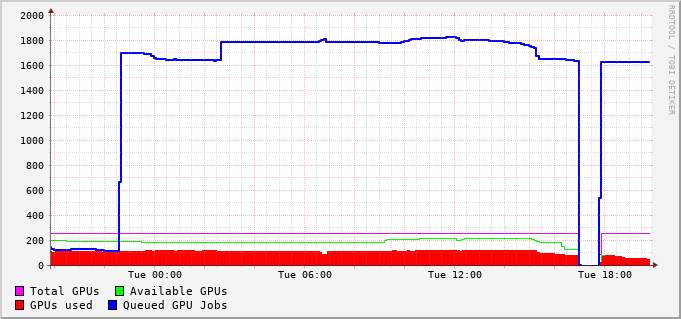 2000
1800
1600
1400
1200
1000
800
600
400
200
0
Tue 00:00 Tue 06:00 Tue 12:00 Tue 18:00
Total GPUs Available GPUs
GPUs used Queued GPU Jobs
RRDTOOL / TOBI OETIKER